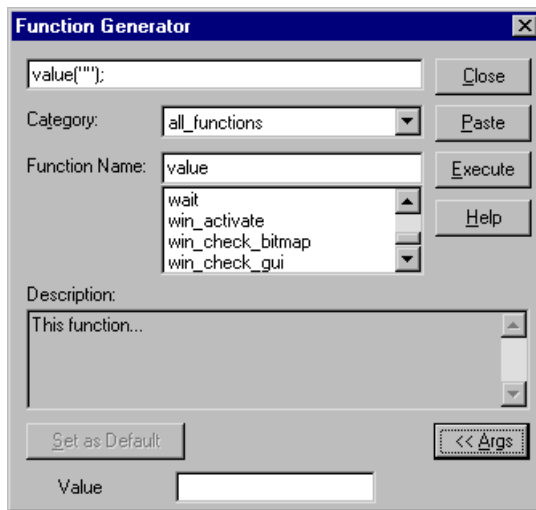 Function Generator
value("");
Close
Category:
all_functions
Paste
Function Name:
value
Execute
wait
win_activate
win_check_bitmap
win_check_gui
Help
Description:
This function...
Set as Default
<< Args
Value